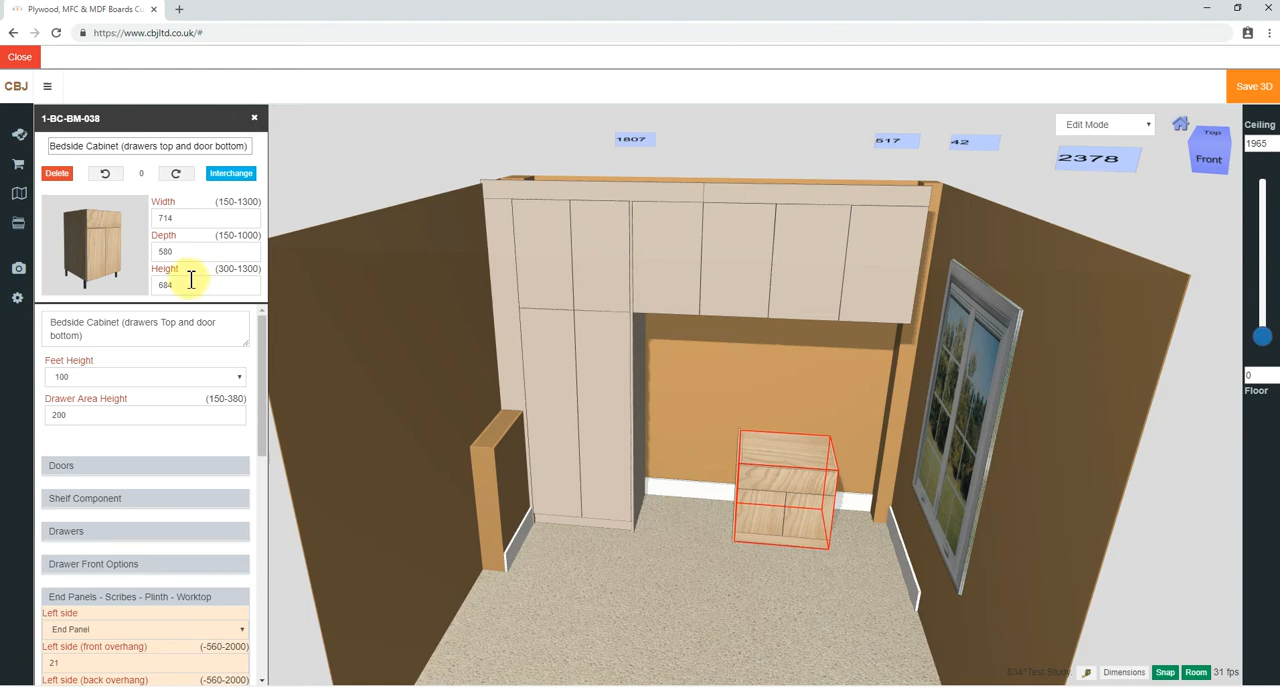 Plywood, MFC & MDF Boards Cu
https://www.cbjltd.co.uk/#
Close
CBJ
Save 3D
1-BC-BM-038
Bedside Cabinet (drawers top and door bottom)
Delete
0
Interchange
Width (150-1300)
714
Depth (150-1000)
580
Height (300-1300)
684
Bedside Cabinet (drawers Top and door
bottom)
Feet Height
100
Drawer Area Height (150-380)
200
Doors
Shelf Component
Drawers
Drawer Front Options
End Panels - Scribes - Plinth - Worktop
Left side
End Panel
Left side (front overhang) (-560-2000)
21
Left side (back overhang) (-560-2000)
1807
517
42
2378
Edit Mode
Top
Front
Ceiling
1965
0
Floor
Dimensions
Snap
Room
31 fps